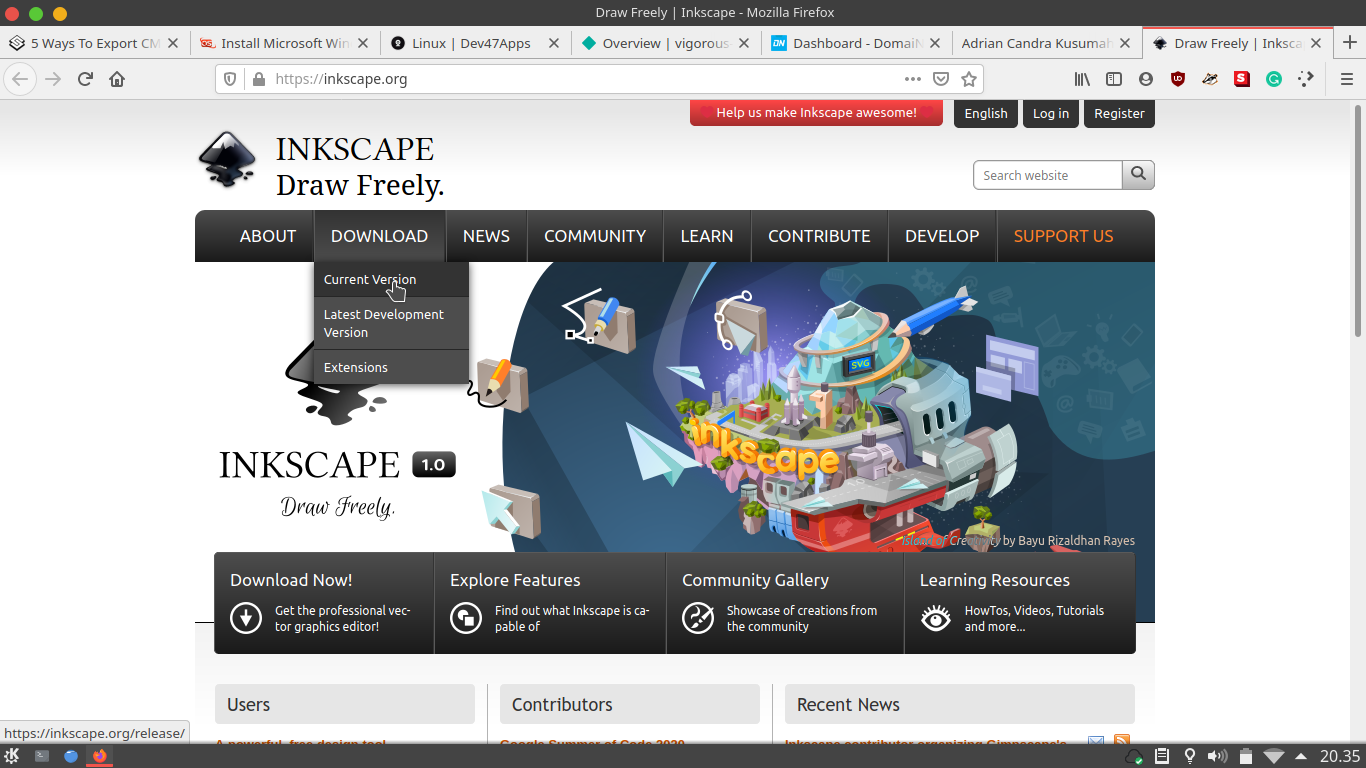 Draw Freely | Inkscape - Mozilla Firefox
5 Ways To Export CM
Install Microsoft Win
Linux | Dev47Apps
Overview | vigorous-
Dashboard - DomaiN
Adrian Candra Kusumah
Draw Freely | Inksca
https://inkscape.org
Help us make Inkscape awesome!
English
Log in
Register
INKSCAPE
Draw Freely.
Search website
ABOUT
DOWNLOAD
NEWS
COMMUNITY
LEARN
CONTRIBUTE
DEVELOP
SUPPORT US
Current Version
Latest Development
Version
Extensions
SVG
inkscape
INKSCAPE 1.0
Draw Freely.
Island of Creativity by Bayu Rizaldhan Rayes
Download Now!
Get the professional vec-
tor graphics editor!
Explore Features
Find out what Inkscape is ca-
pable of
Community Gallery
Showcase of creations from
the community
Learning Resources
HowTos, Videos, Tutorials
and more...
Users
Contributors
Recent News
A powerful, free design tool
Google Summer of Code 2020
Inkscape contributor organizing Gimpscape's
https://inkscape.org/release/
20.35